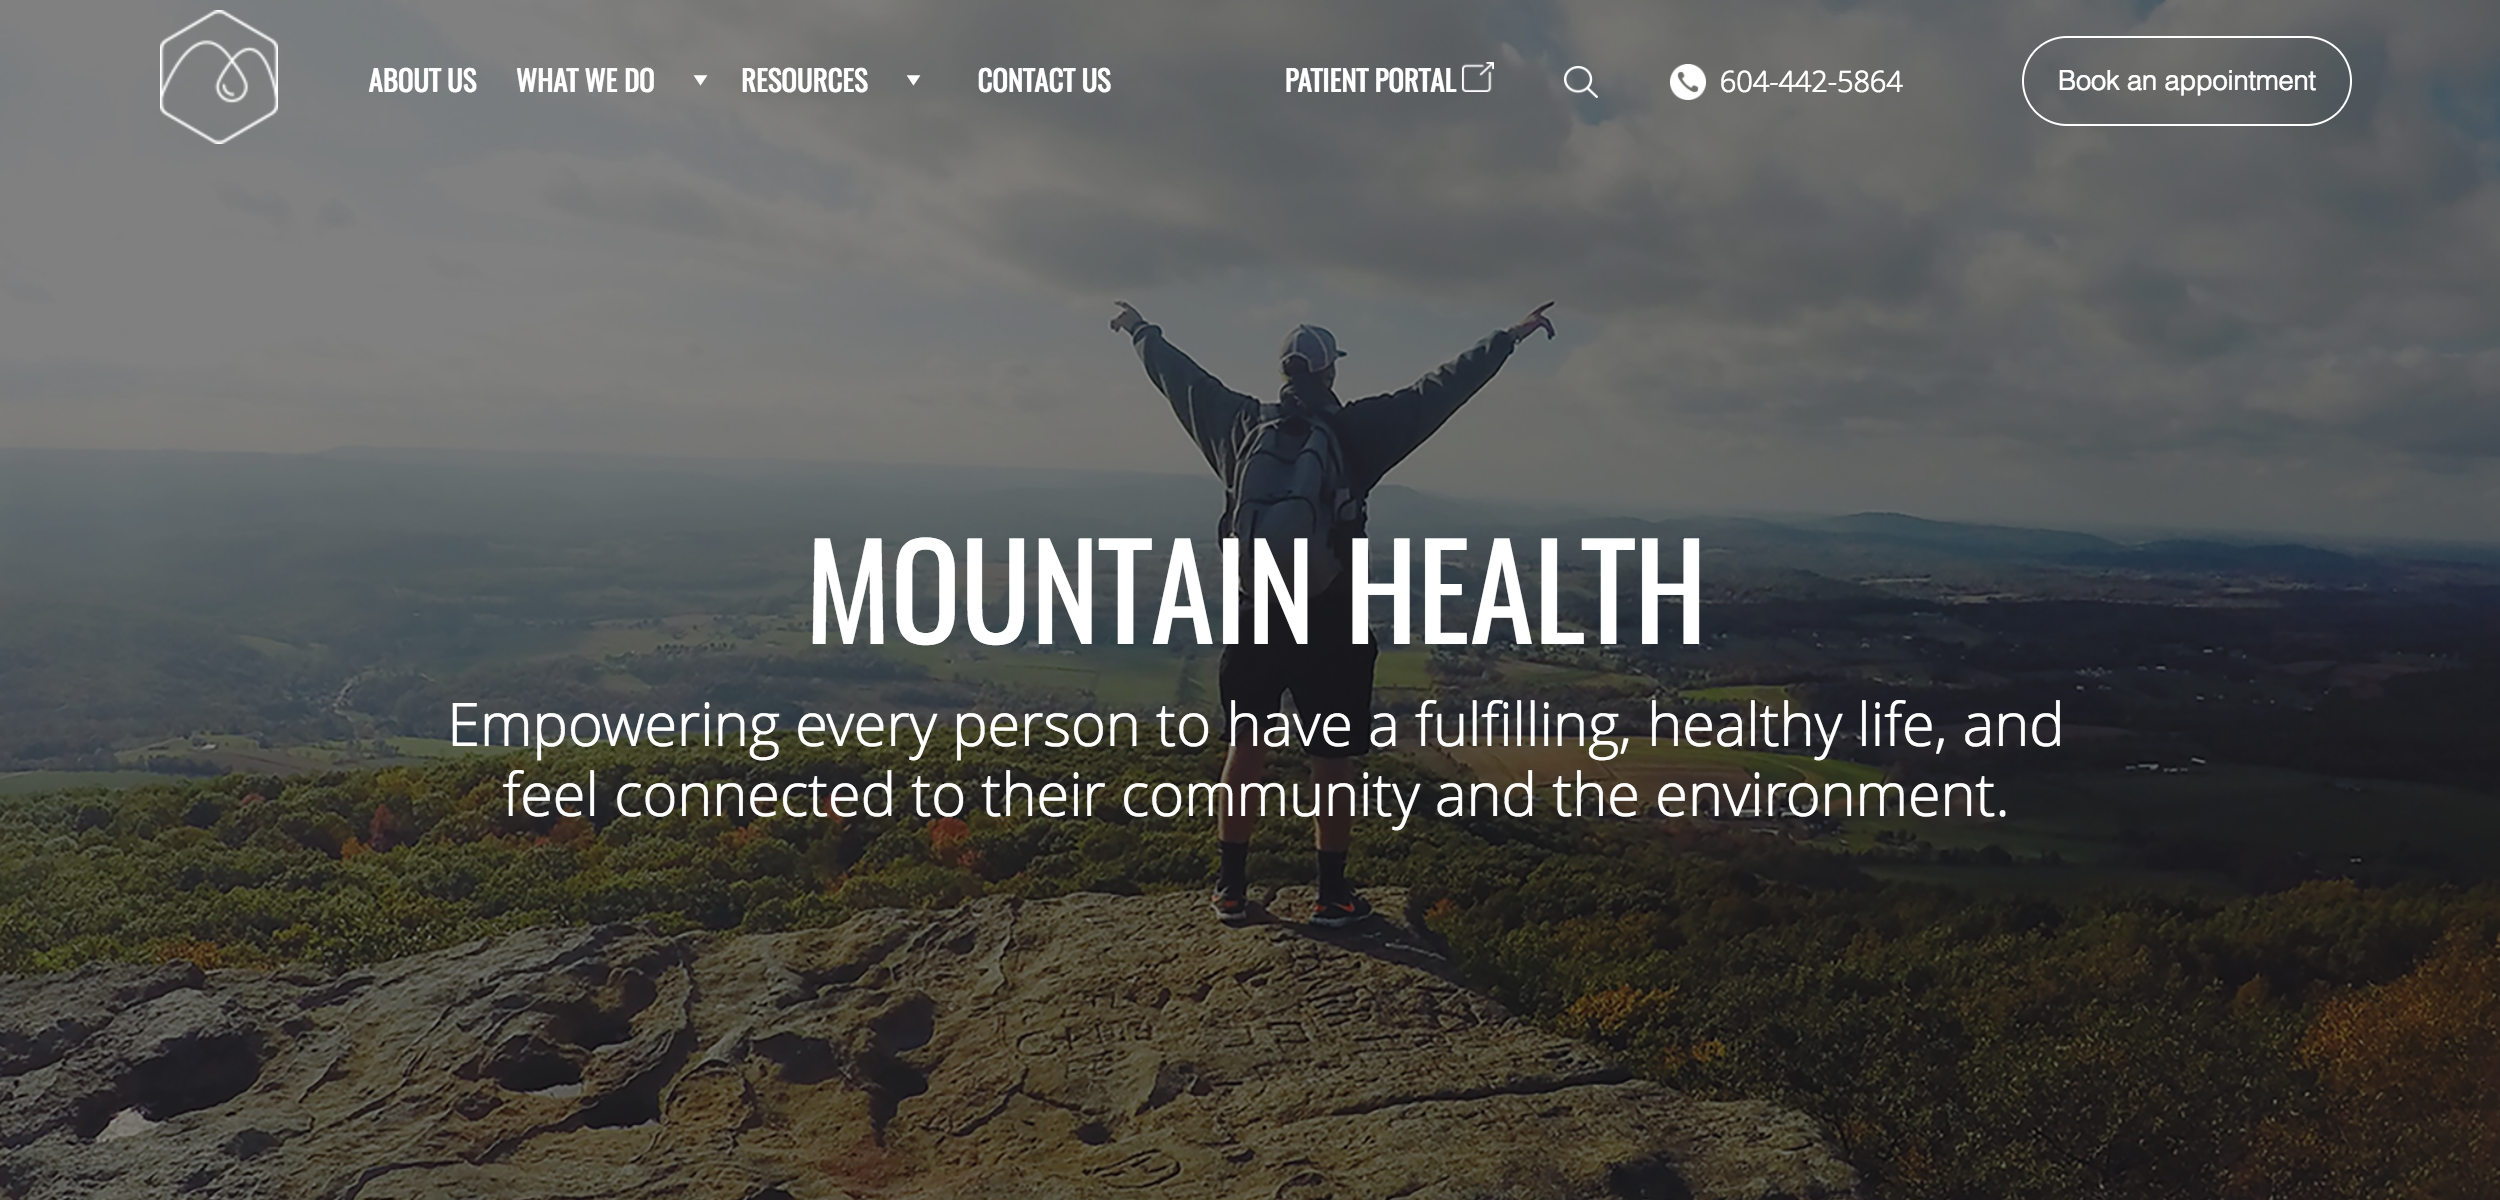 ABOUT US WHAT WE DO RESOURCES CONTACT US PATIENT PORTAL 604-442-5864 Book an appointment
MOUNTAIN HEALTH
Empowering every person to have a fulfilling, healthy life, and
feel connected to their community and the environment.